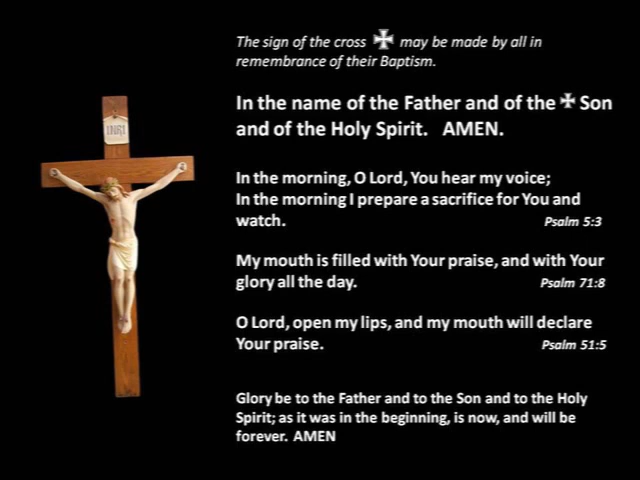 The sign of the cross ✠ may be made by all in
remembrance of their Baptism.
In the name of the Father and of the ✠ Son
and of the Holy Spirit. AMEN.
INRI
In the morning, O Lord, You hear my voice;
In the morning I prepare a sacrifice for You and
watch. Psalm 5:3
My mouth is filled with Your praise, and with Your
glory all the day. Psalm 71:8
O Lord, open my lips, and my mouth will declare
Your praise. Psalm 51:5
Glory be to the Father and to the Son and to the Holy
Spirit; as it was in the beginning, is now, and will be
forever. AMEN